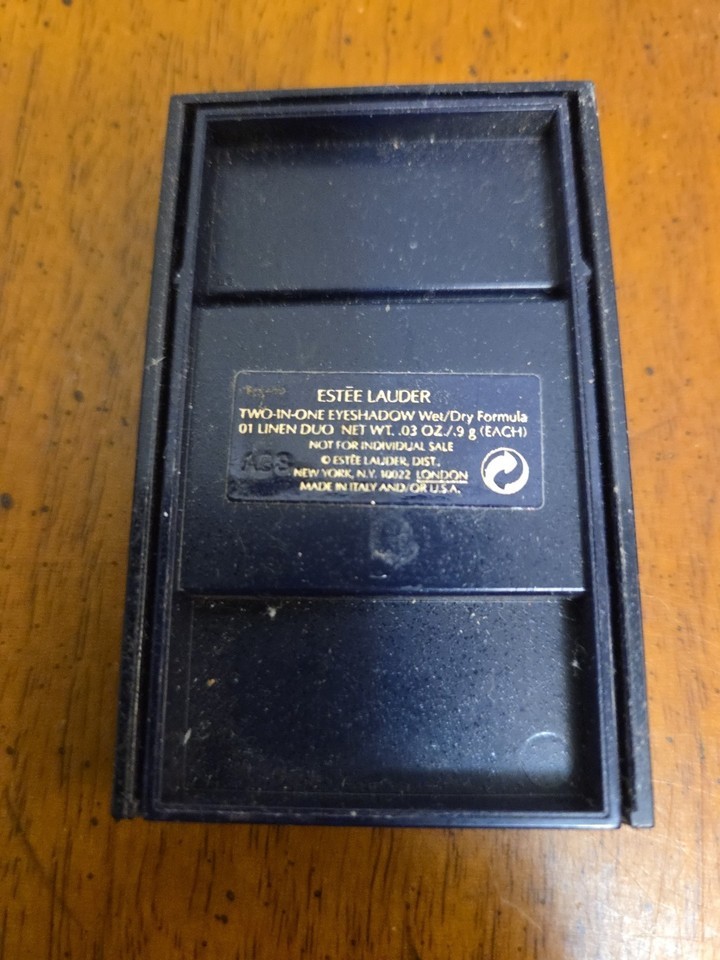 ESTĒE LAUDER
TWO-IN-ONE EYESHADOW Wet/Dry Formula
01 LINEN DUO NET WT. .03 OZ./.9 g (EACH)
NOT FOR INDIVIDUAL SALE
© ESTĒE LAUDER, DIST.
NEW YORK, N.Y. 10022 LONDON
MADE IN ITALY AND/OR U.S.A.